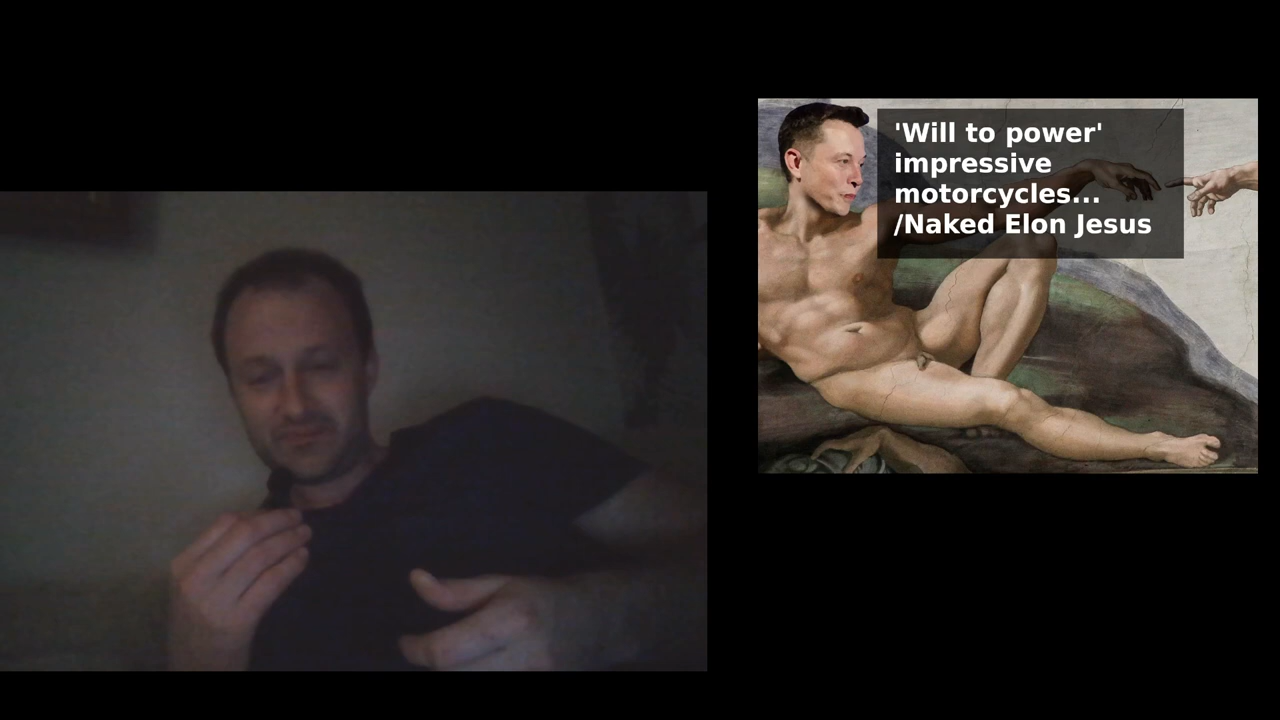 'Will to power'
impressive
motorcycles...
/Naked Elon Jesus